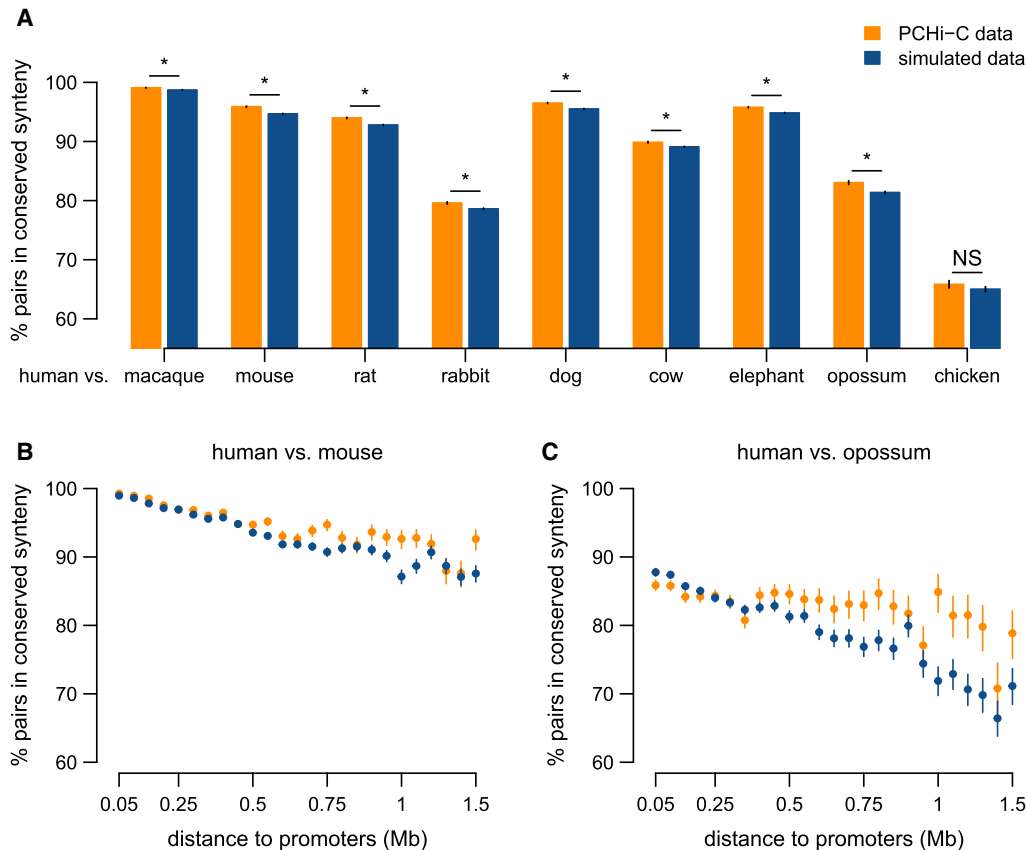 A
PCHi−C data
simulated data
% pairs in conserved synteny
100
90
80
70
60
*
*
*
*
*
*
*
*
NS
human vs. macaque mouse rat rabbit dog cow elephant opossum chicken
B
human vs. mouse
% pairs in conserved synteny
100
90
80
70
60
0.05 0.25 0.5 0.75 1 1.5
distance to promoters (Mb)
C
human vs. opossum
% pairs in conserved synteny
100
90
80
70
60
0.05 0.25 0.5 0.75 1 1.5
distance to promoters (Mb)